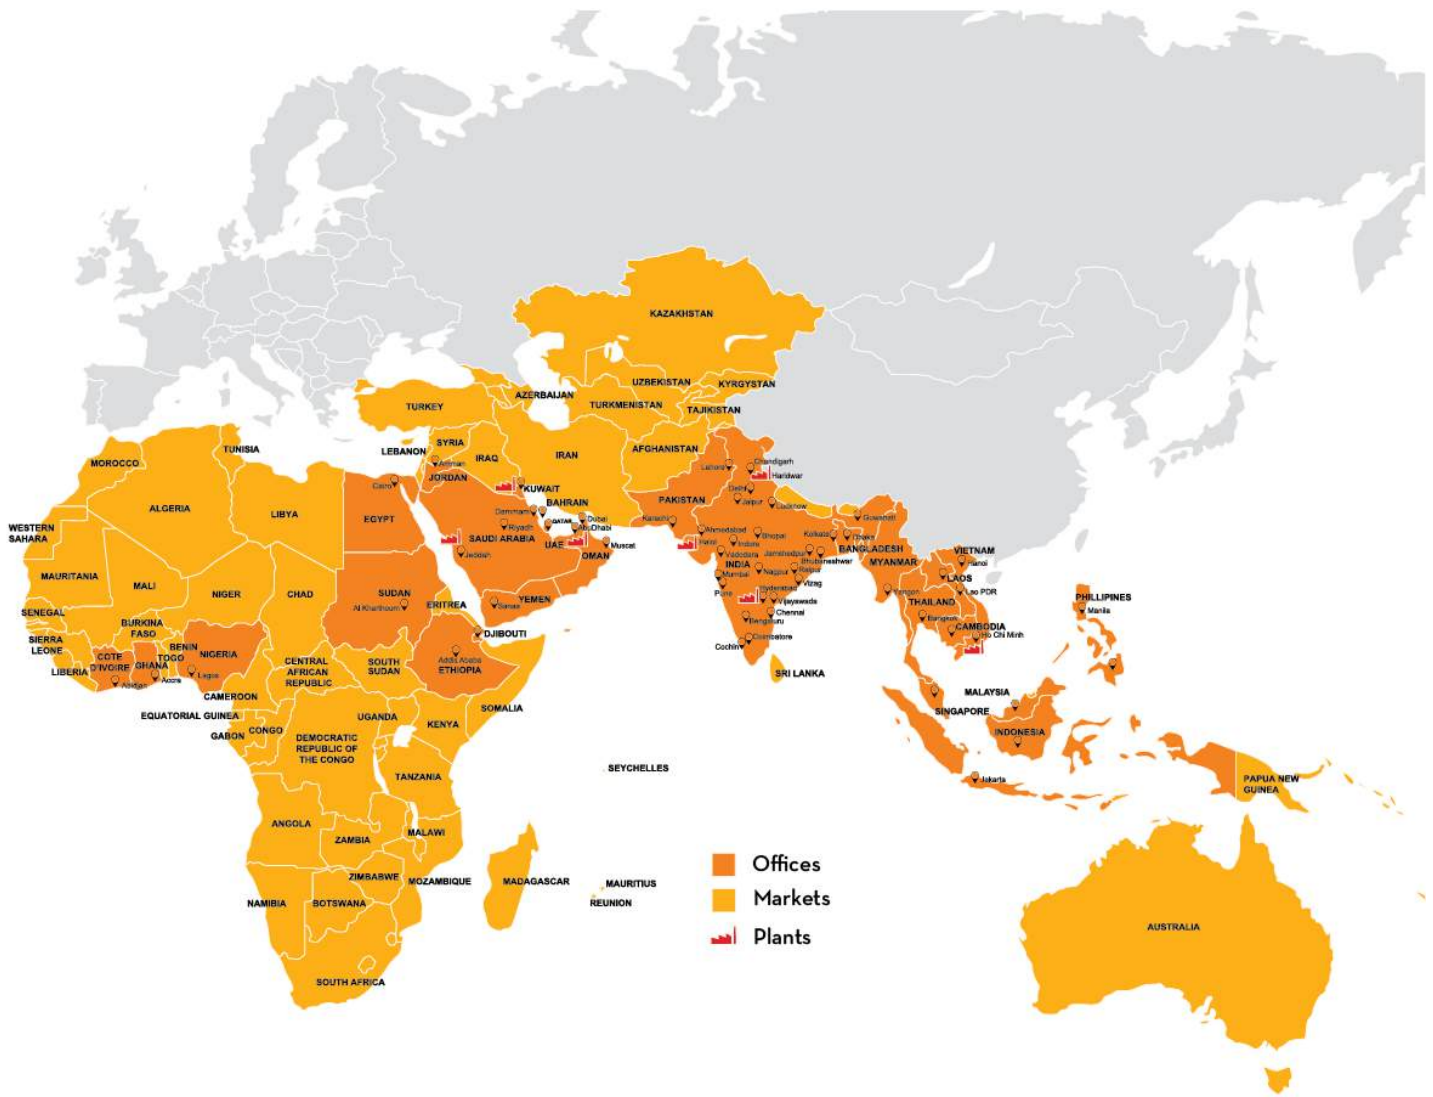 KAZAKHSTAN
UZBEKISTAN
KYRGYSTAN
AZERBAIJAN
TURKMENISTAN
TURKEY
TAJIKISTAN
SYRIA
LEBANON
TUNISIA
AFGHANISTAN
IRAQ
IRAN
MOROCCO
Amman
JORDAN
Lahore
Chandigarh
Haridwar
Cairo
KUWAIT
Delhi
PAKISTAN
Jaipur
Lucknow
BAHRAIN
ALGERIA
LIBYA
EGYPT
Dammam
QATAR
Dubai
AbuDhabi
Karachi
Guwahati
WESTERN
SAHARA
Riyadh
SAUDI ARABIA
UAE
Muscat
OMAN
Ahmedabad
Halol
Indore
Bhopal
Kolkata
Dhaka
BANGLADESH
VIETNAM
Hanoi
Jeddah
Vadodara
Jamshedpur
Bhubaneshwar
INDIA
MYANMAR
MAURITANIA
MALI
NIGER
CHAD
SUDAN
Mumbai
Nagpur
Raipur
Vizag
LAOS
Lao PDR
Al Kharthoum
ERITREA
Sanaa
YEMEN
Pune
Hyderabad
Vijayawada
Yangon
THAILAND
PHILLIPINES
Manila
SENEGAL
BURKINA
FASO
Chennai
Bengaluru
Bangkok
CAMBODIA
Ho Chi Minh
SIERRA
LEONE
DJIBOUTI
Coimbatore
Cochin
BENIN
TOGO
NIGERIA
COTE
D'IVOIRE
GHANA
LIBERIA
Abidjan
Accra
Lagos
CENTRAL
AFRICAN
REPUBLIC
SOUTH
SUDAN
Addis Ababa
ETHIOPIA
SRI LANKA
CAMEROON
MALAYSIA
SINGAPORE
EQUATORIAL GUINEA
GABON
CONGO
UGANDA
KENYA
SOMALIA
INDONESIA
DEMOCRATIC
REPUBLIC OF
THE CONGO
TANZANIA
SEYCHELLES
Jakarta
PAPUA NEW
GUINEA
ANGOLA
ZAMBIA
MALAWI
ZIMBABWE
MOZAMBIQUE
MADAGASCAR
MAURITIUS
REUNION
NAMIBIA
BOTSWANA
SOUTH AFRICA
AUSTRALIA
Offices
Markets
Plants